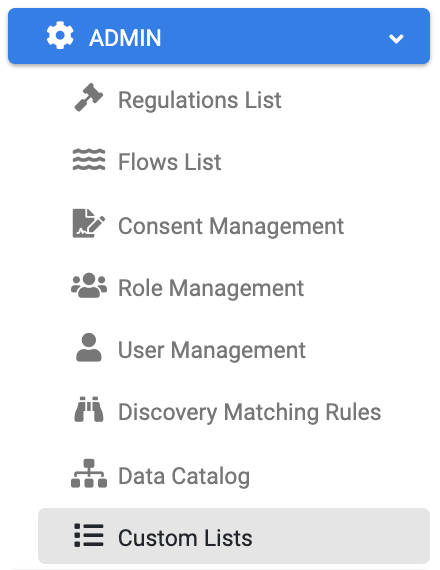 ADMIN
Regulations List
Flows List
Consent Management
Role Management
User Management
Discovery Matching Rules
Data Catalog
Custom Lists